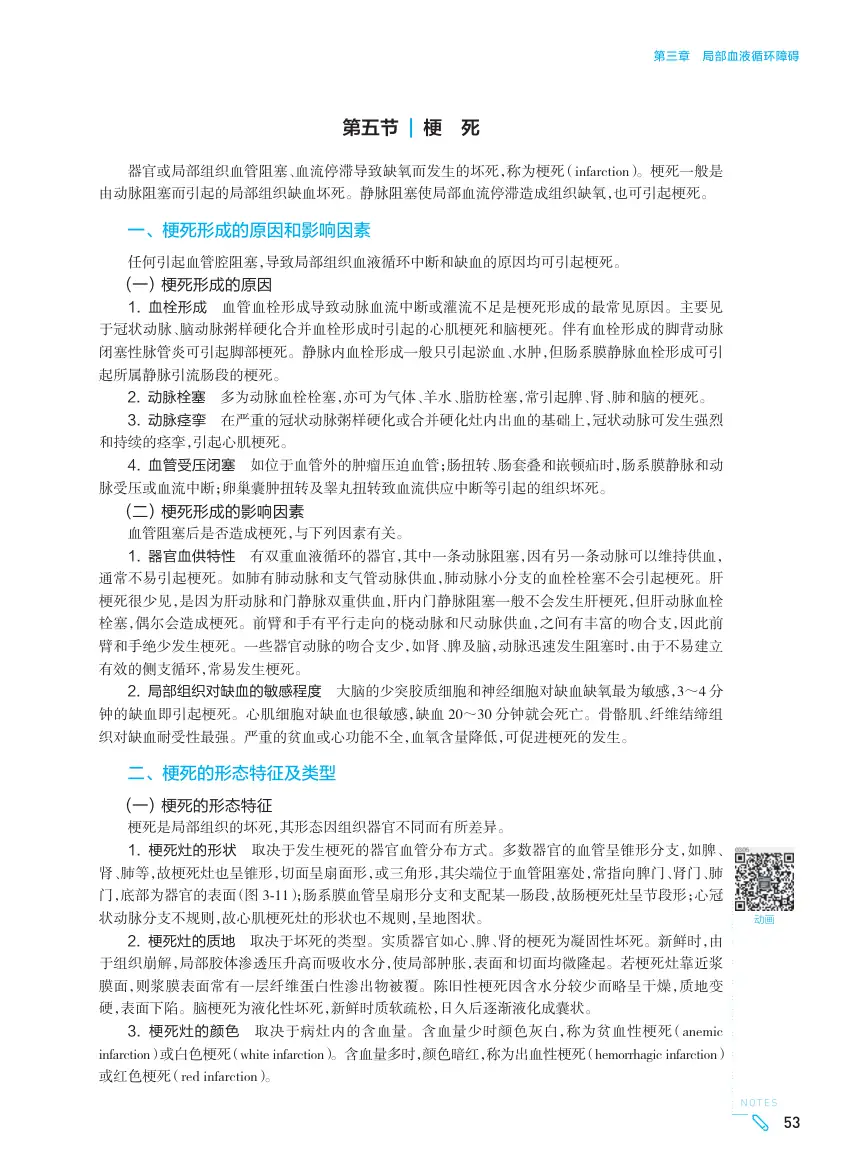 第三章　局部血液循环障碍
第五节 | 梗　死
器官或局部组织血管阻塞、血流停滞导致缺氧而发生的坏死,称为梗死(infarction)。梗死一般是
由动脉阻塞而引起的局部组织缺血坏死。静脉阻塞使局部血流停滞造成组织缺氧,也可引起梗死。
一、梗死形成的原因和影响因素
任何引起血管腔阻塞,导致局部组织血液循环中断和缺血的原因均可引起梗死。
(一) 梗死形成的原因
1. 血栓形成　血管血栓形成导致动脉血流中断或灌流不足是梗死形成的最常见原因。主要见
于冠状动脉、脑动脉粥样硬化合并血栓形成时引起的心肌梗死和脑梗死。伴有血栓形成的脚背动脉
闭塞性脉管炎可引起脚部梗死。静脉内血栓形成一般只引起淤血、水肿,但肠系膜静脉血栓形成可引
起所属静脉引流肠段的梗死。
2. 动脉栓塞　多为动脉血栓栓塞,亦可为气体、羊水、脂肪栓塞,常引起脾、肾、肺和脑的梗死。
3. 动脉痉挛　在严重的冠状动脉粥样硬化或合并硬化灶内出血的基础上,冠状动脉可发生强烈
和持续的痉挛,引起心肌梗死。
4. 血管受压闭塞　如位于血管外的肿瘤压迫血管;肠扭转、肠套叠和嵌顿疝时,肠系膜静脉和动
脉受压或血流中断;卵巢囊肿扭转及睾丸扭转致血流供应中断等引起的组织坏死。
(二) 梗死形成的影响因素
血管阻塞后是否造成梗死,与下列因素有关。
1. 器官血供特性　有双重血液循环的器官,其中一条动脉阻塞,因有另一条动脉可以维持供血,
通常不易引起梗死。如肺有肺动脉和支气管动脉供血,肺动脉小分支的血栓栓塞不会引起梗死。肝
梗死很少见,是因为肝动脉和门静脉双重供血,肝内门静脉阻塞一般不会发生肝梗死,但肝动脉血栓
栓塞,偶尔会造成梗死。前臂和手有平行走向的桡动脉和尺动脉供血,之间有丰富的吻合支,因此前
臂和手绝少发生梗死。一些器官动脉的吻合支少,如肾、脾及脑,动脉迅速发生阻塞时,由于不易建立
有效的侧支循环,常易发生梗死。
2. 局部组织对缺血的敏感程度　大脑的少突胶质细胞和神经细胞对缺血缺氧最为敏感,3～4 分
钟的缺血即引起梗死。心肌细胞对缺血也很敏感,缺血 20～30 分钟就会死亡。骨骼肌、纤维结缔组
织对缺血耐受性最强。严重的贫血或心功能不全,血氧含量降低,可促进梗死的发生。
二、梗死的形态特征及类型
(一) 梗死的形态特征
梗死是局部组织的坏死,其形态因组织器官不同而有所差异。
1. 梗死灶的形状　取决于发生梗死的器官血管分布方式。多数器官的血管呈锥形分支,如脾、
肾、肺等,故梗死灶也呈锥形,切面呈扇面形,或三角形,其尖端位于血管阻塞处,常指向脾门、肾门、肺
门,底部为器官的表面(图 3-11);肠系膜血管呈扇形分支和支配某一肠段,故肠梗死灶呈节段形;心冠
状动脉分支不规则,故心肌梗死灶的形状也不规则,呈地图状。
动画
2. 梗死灶的质地　取决于坏死的类型。实质器官如心、脾、肾的梗死为凝固性坏死。新鲜时,由
于组织崩解,局部胶体渗透压升高而吸收水分,使局部肿胀,表面和切面均微隆起。若梗死灶靠近浆
膜面,则浆膜表面常有一层纤维蛋白性渗出物被覆。陈旧性梗死因含水分较少而略呈干燥,质地变
硬,表面下陷。脑梗死为液化性坏死,新鲜时质软疏松,日久后逐渐液化成囊状。
3. 梗死灶的颜色　取决于病灶内的含血量。含血量少时颜色灰白,称为贫血性梗死(anemic
infarction)或白色梗死(white infarction)。含血量多时,颜色暗红,称为出血性梗死(hemorrhagic infarction)
或红色梗死(red infarction)。
NOTES
53